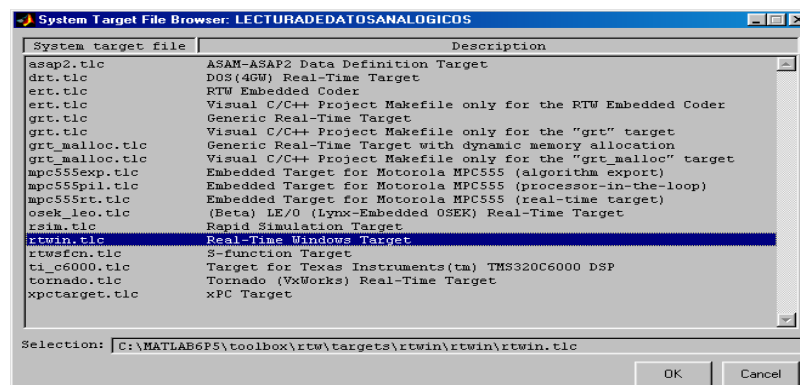 System Target File Browser: LECTURADEDATOSANALOGICOS
System target file Description
asap2.tlc ASAM-ASAP2 Data Definition Target
drt.tlc DOS(4GW) Real-Time Target
ert.tlc RTW Embedded Coder
ert.tlc Visual C/C++ Project Makefile only for the RTW Embedded Coder
grt.tlc Generic Real-Time Target
grt.tlc Visual C/C++ Project Makefile only for the "grt" target
grt_malloc.tlc Generic Real-Time Target with dynamic memory allocation
grt_malloc.tlc Visual C/C++ Project Makefile only for the "grt_malloc" target
mpc555exp.tlc Embedded Target for Motorola MPC555 (algorithm export)
mpc555pil.tlc Embedded Target for Motorola MPC555 (processor-in-the-loop)
mpc555rt.tlc Embedded Target for Motorola MPC555 (real-time target)
osek_leo.tlc (Beta) LE/O (Lynx-Embedded OSEK) Real-Time Target
rsim.tlc Rapid Simulation Target
rtwin.tlc Real-Time Windows Target
rtwsfcn.tlc S-function Target
ti_c6000.tlc Target for Texas Instruments(tm) TMS320C6000 DSP
tornado.tlc Tornado (VxWorks) Real-Time Target
xpctarget.tlc xPC Target
Selection: C:\MATLAB6P5\toolbox\rtw\targets\rtwin\rtwin\rtwin.tlc
OK Cancel